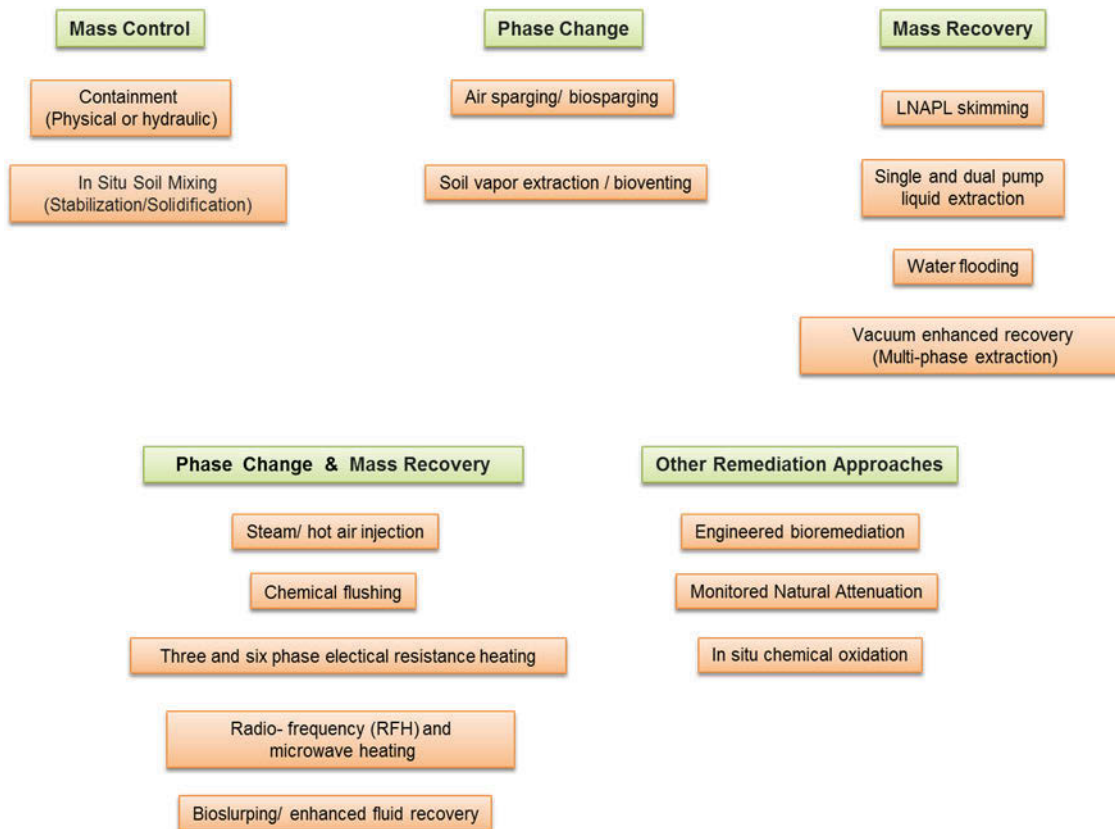 Mass Control
Containment
(Physical or hydraulic)
In Situ Soil Mixing
(Stabilization/Solidification)
Phase Change
Air sparging/ biosparging
Soil vapor extraction / bioventing
Mass Recovery
LNAPL skimming
Single and dual pump
liquid extraction
Water flooding
Vacuum enhanced recovery
(Multi-phase extraction)
Phase Change & Mass Recovery
Steam/ hot air injection
Chemical flushing
Three and six phase electical resistance heating
Radio- frequency (RFH) and
microwave heating
Bioslurping/ enhanced fluid recovery
Other Remediation Approaches
Engineered bioremediation
Monitored Natural Attenuation
In situ chemical oxidation